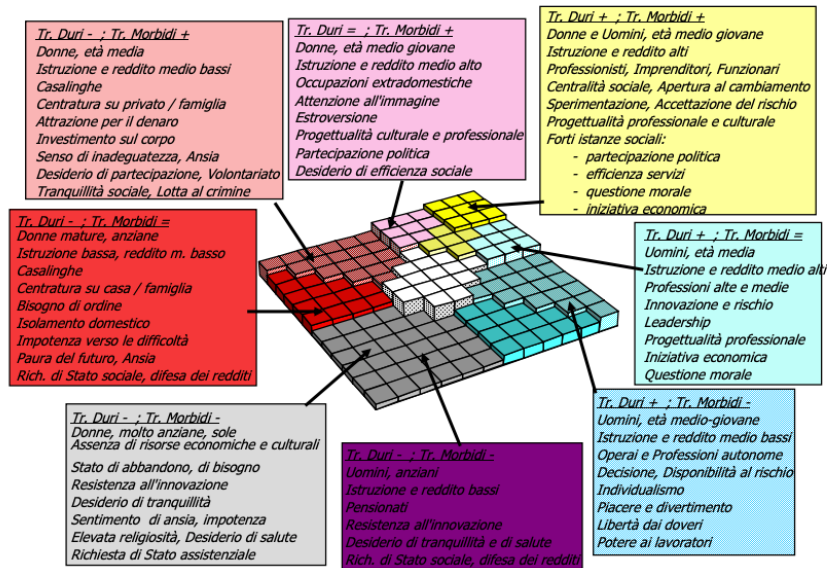 Tr. Duri - ; Tr. Morbidi +
Donne, età media
Istruzione e reddito medio bassi
Casalinghe
Centratura su privato / famiglia
Attrazione per il denaro
Investimento sul corpo
Senso di inadeguatezza, Ansia
Desiderio di partecipazione, Volontariato
Tranquillità sociale, Lotta al crimine
Tr. Duri = ; Tr. Morbidi +
Donne, età medio giovane
Istruzione e reddito medio alto
Occupazioni extradomestiche
Attenzione all'immagine
Estroversione
Progettualità culturale e professionale
Partecipazione politica
Desiderio di efficienza sociale
Tr. Duri + ; Tr. Morbidi +
Donne e Uomini, età medio giovane
Istruzione e reddito alti
Professionisti, Imprenditori, Funzionari
Centralità sociale, Apertura al cambiamento
Sperimentazione, Accettazione del rischio
Progettualità professionale e culturale
Forti istanze sociali:
- partecipazione politica
- efficienza servizi
- questione morale
- iniziativa economica
Tr. Duri - ; Tr. Morbidi =
Donne mature, anziane
Istruzione bassa, reddito m. basso
Casalinghe
Centratura su casa / famiglia
Bisogno di ordine
Isolamento domestico
Impotenza verso le difficoltà
Paura del futuro, Ansia
Rich. di Stato sociale, difesa dei redditi
Tr. Duri + ; Tr. Morbidi =
Uomini, età media
Istruzione e reddito medio alti
Professioni alte e medie
Innovazione e rischio
Leadership
Progettualità professionale
Iniziativa economica
Questione morale
Tr. Duri - ; Tr. Morbidi -
Donne, molto anziane, sole
Assenza di risorse economiche e culturali
Stato di abbandono, di bisogno
Resistenza all'innovazione
Desiderio di tranquillità
Sentimento di ansia, impotenza
Elevata religiosità, Desiderio di salute
Richiesta di Stato assistenziale
Tr. Duri - ; Tr. Morbidi -
Uomini, anziani
Istruzione e reddito bassi
Pensionati
Resistenza all'innovazione
Desiderio di tranquillità e di salute
Rich. di Stato sociale, difesa dei redditi
Tr. Duri + ; Tr. Morbidi -
Uomini, età medio-giovane
Istruzione e reddito medio bassi
Operai e Professioni autonome
Decisione, Disponibilità al rischio
Individualismo
Piacere e divertimento
Libertà dai doveri
Potere ai lavoratori